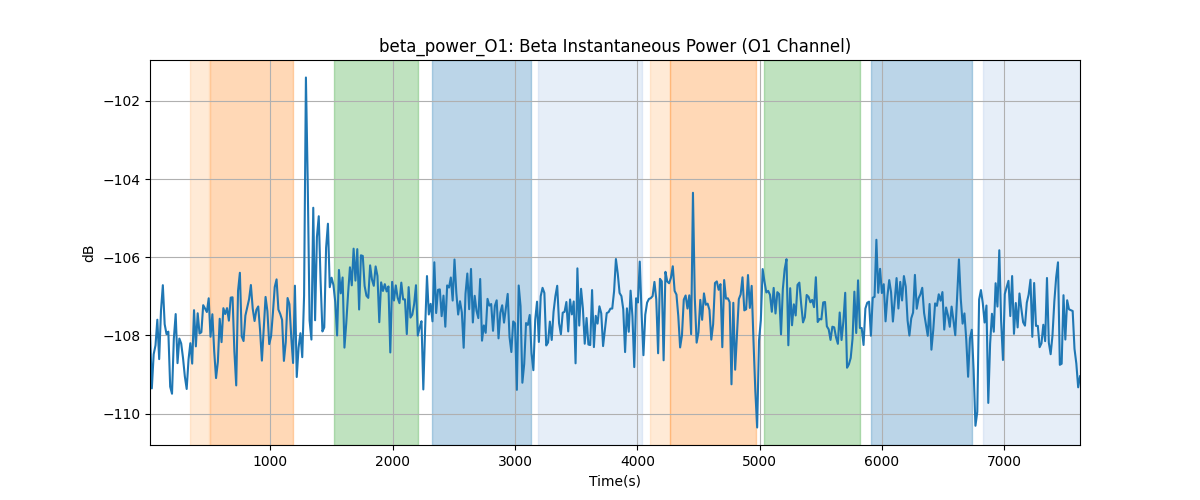 beta_power_O1: Beta Instantaneous Power (O1 Channel)
dB
−102
−104
−106
−108
−110
1000 2000 3000 4000 5000 6000 7000
Time(s)